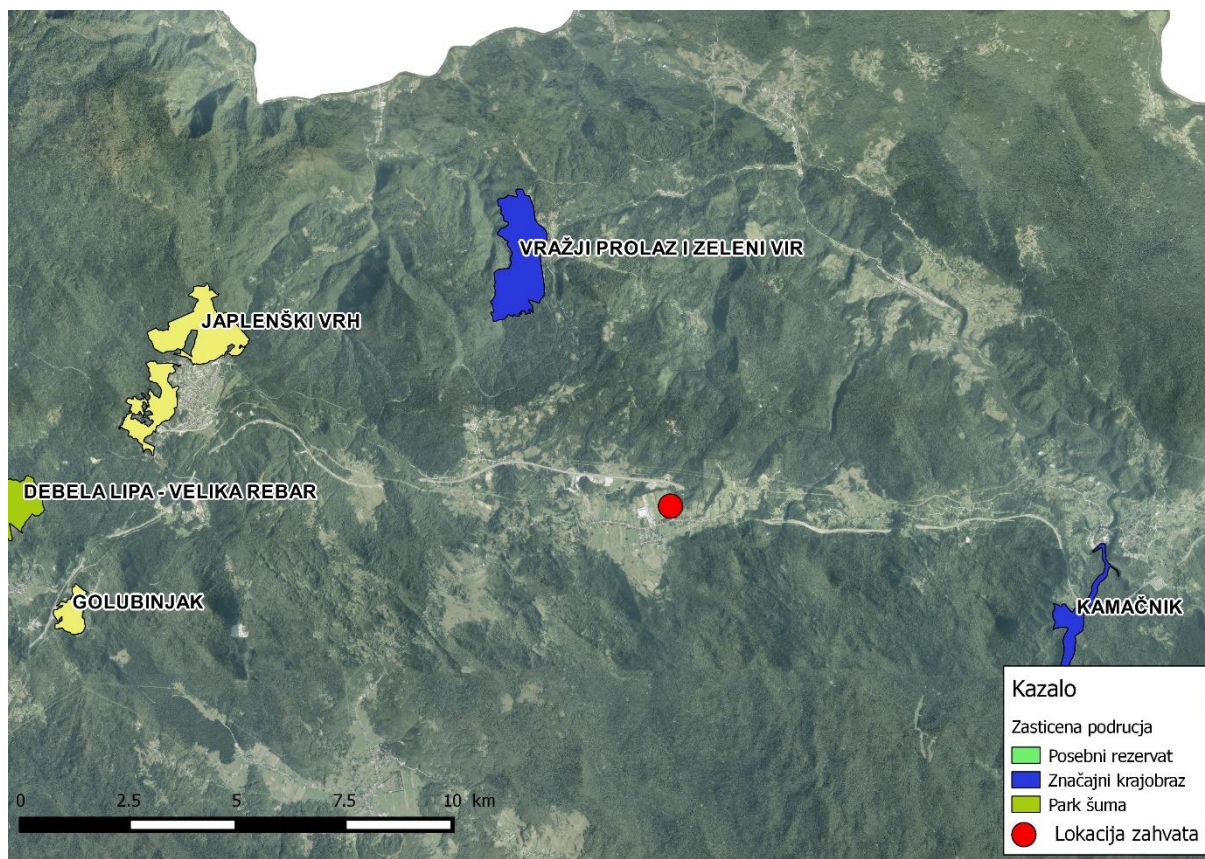 VRAŽJI PROLAZ I ZELENI VIR
JAPLENŠKI VRH
DEBELA LIPA - VELIKA REBAR
GOLUBINJAK
KAMAČNIK
Kazalo
Zasticena podrucja
Posebni rezervat
Značajni krajobraz
Park šuma
Lokacija zahvata
0 2.5 5 7.5 10 km